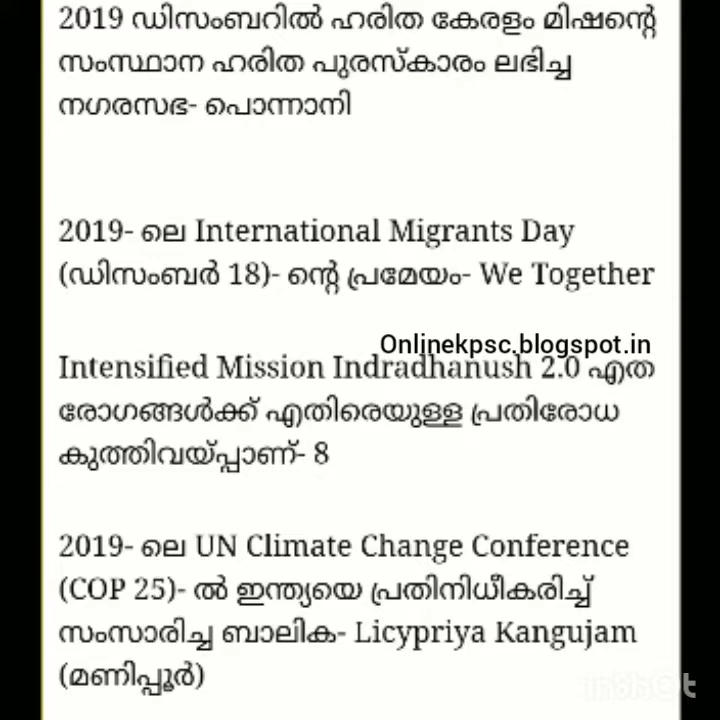 2019 ഡിസംബറിൽ ഹരിത കേരളം മിഷന്റെ
സംസ്ഥാന ഹരിത പുരസ്കാരം ലഭിച്ച
നഗരസഭ- പൊന്നാനി
2019- ലെ International Migrants Day
(ഡിസംബർ 18)- ന്റെ പ്രമേയം- We Together
Onlinekpsc.blogspot.in
Intensified Mission Indradhanush 2.0 എത്ര
രോഗങ്ങൾക്ക് എതിരെയുള്ള പ്രതിരോധ
കുത്തിവയ്പ്പാണ്- 8
2019- ലെ UN Climate Change Conference
(COP 25)- ൽ ഇന്ത്യയെ പ്രതിനിധീകരിച്ച്
സംസാരിച്ച ബാലിക- Licypriya Kangujam
(മണിപ്പൂർ)
InShOt